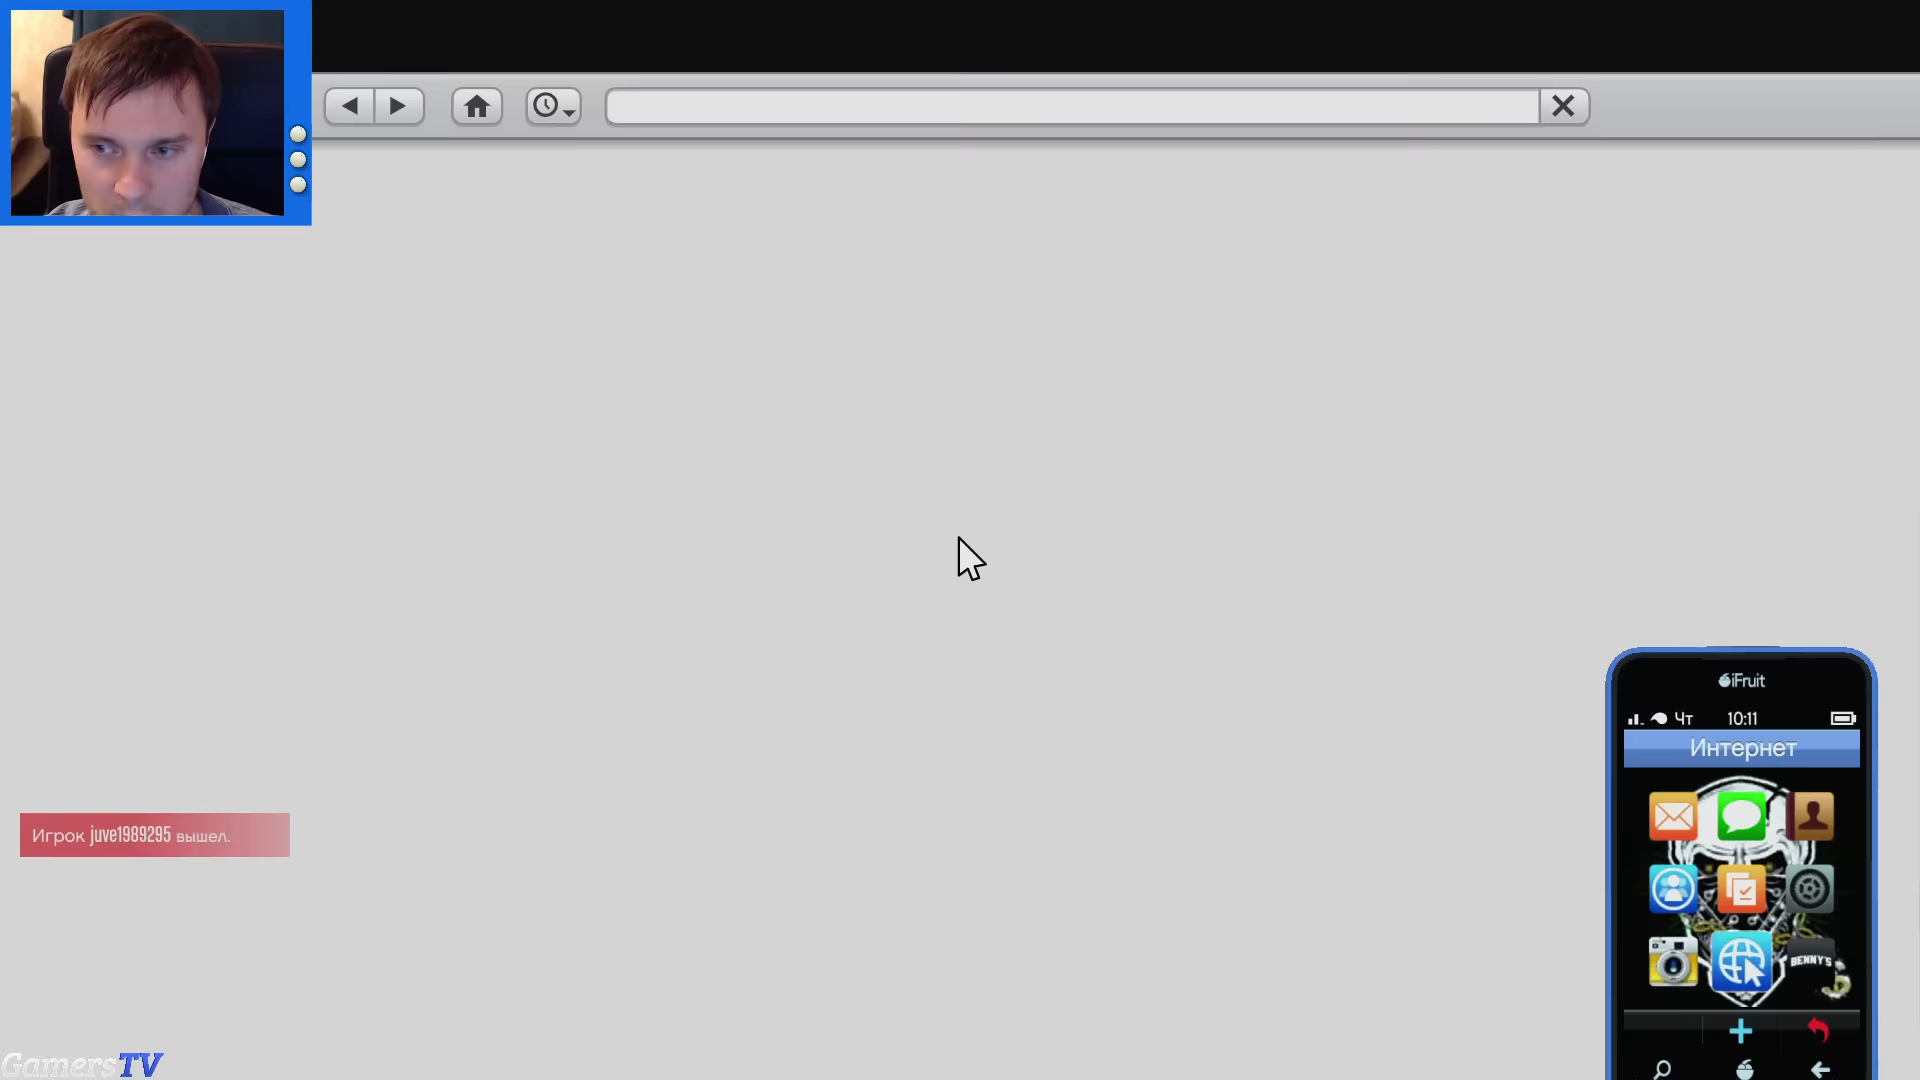 iFruit
Чт 10:11
Интернет
BENNY'S
Игрок juve1989295 вышел.
GamersTV